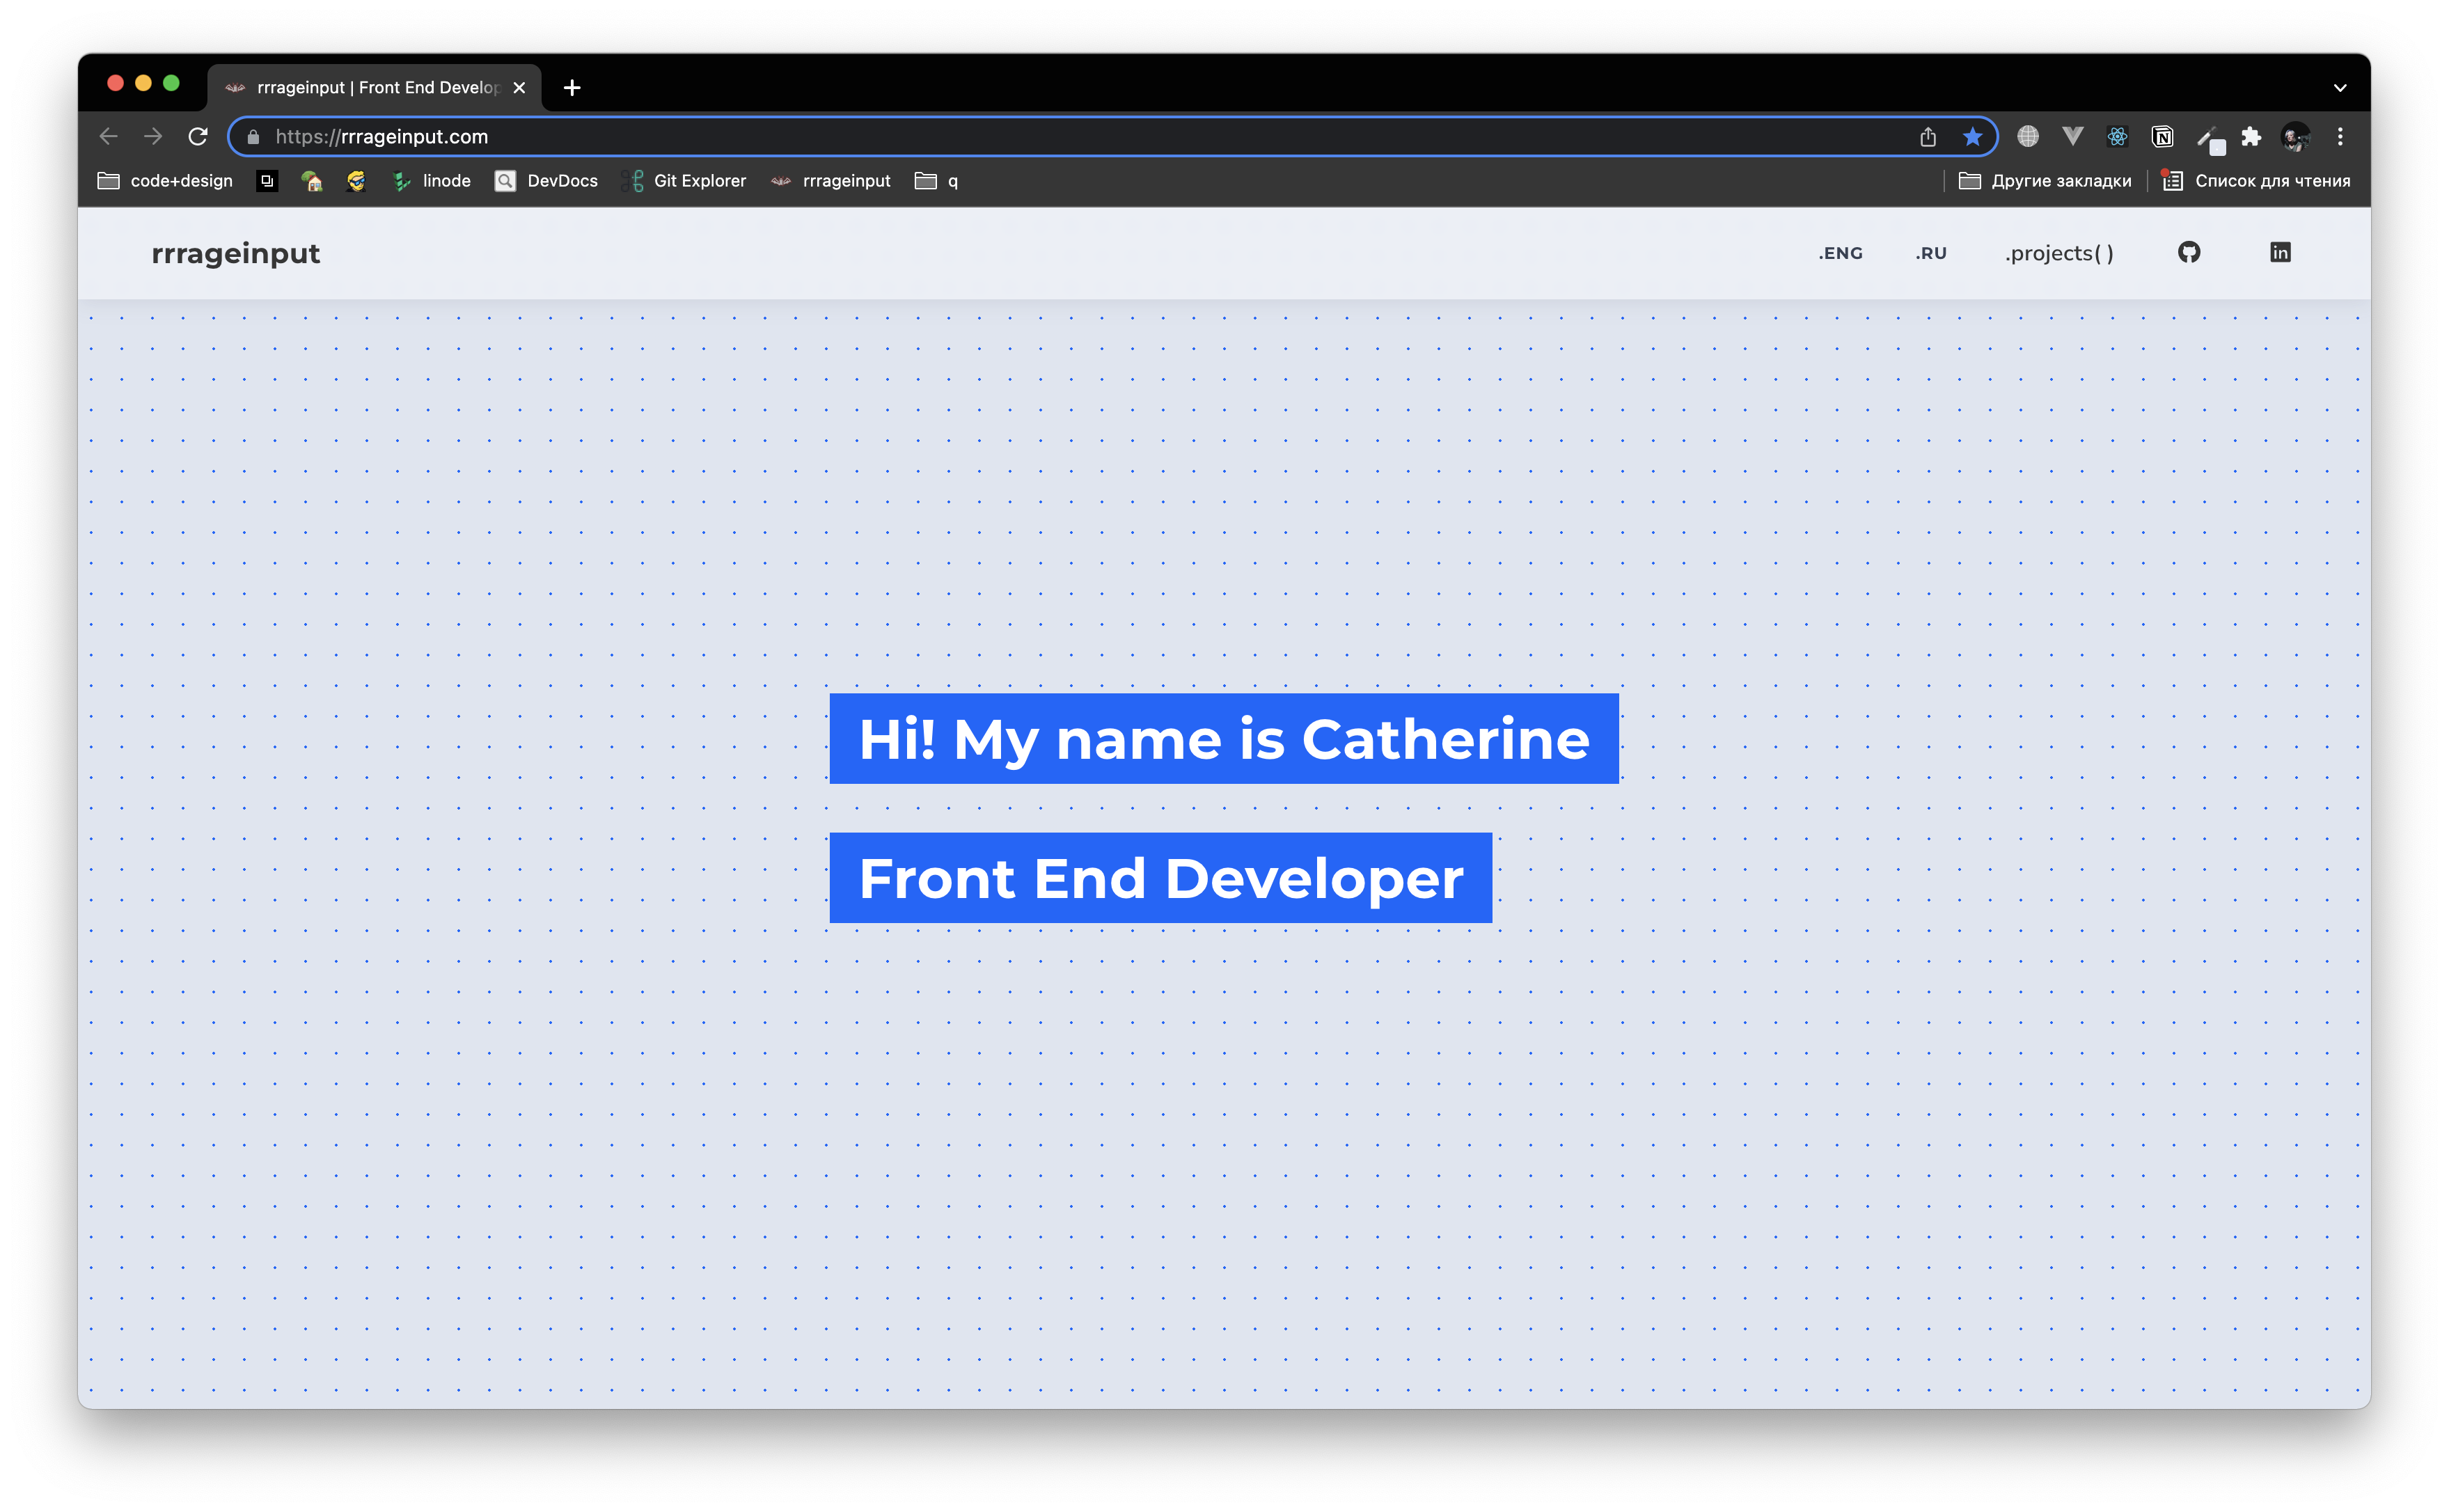 rrrageinput | Front End Develop
https://rrrageinput.com
code+design linode DevDocs Git Explorer rrrageinput q Другие закладки Список для чтения
rrrageinput .ENG .RU .projects( )
Hi! My name is Catherine
Front End Developer